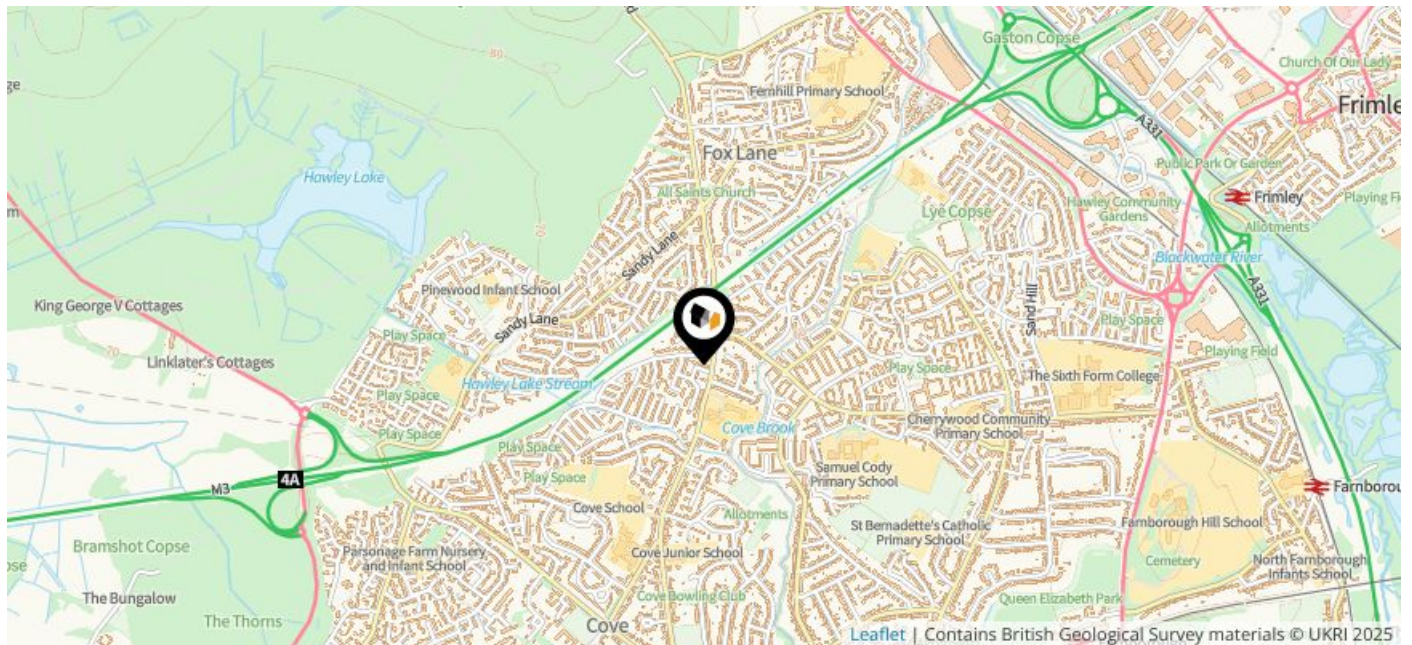 Gaston Copse
80
Church Of Our Lady
Fernhill Primary School
Frimle
A331
Fox Lane
Public Park Or Garden
Hawley Lake
All Saints Church
Frimley
Playing Fi
Hawley Community
Gardens
Lye Copse
Allotments
70
Sandy Lane
Blackwater River
Pinewood Infant School
A331
King George V Cottages
Sand Hill
Sandy Lane
Play Space
Play Space
70
Playing Field
Linklater's Cottages
Play Space
The Sixth Form College
Hawley Lake Stream
Play Space
Cherrywood Community
Primary School
Cove Brook
Play Space
Play Space
Samuel Cody
Primary School
4A
Play Space
M3
Farnborou
Cove School
Allotments
St Bernadette's Catholic
Primary School
Farnborough Hill School
Bramshot Copse
Parsonage Farm Nursery
and Infant School
Cove Junior School
Cemetery
North Farnborough
Infants School
The Bungalow
Cove Bowling Club
Queen Elizabeth Park
The Thorns
Cove
Leaflet | Contains British Geological Survey materials © UKRI 2025